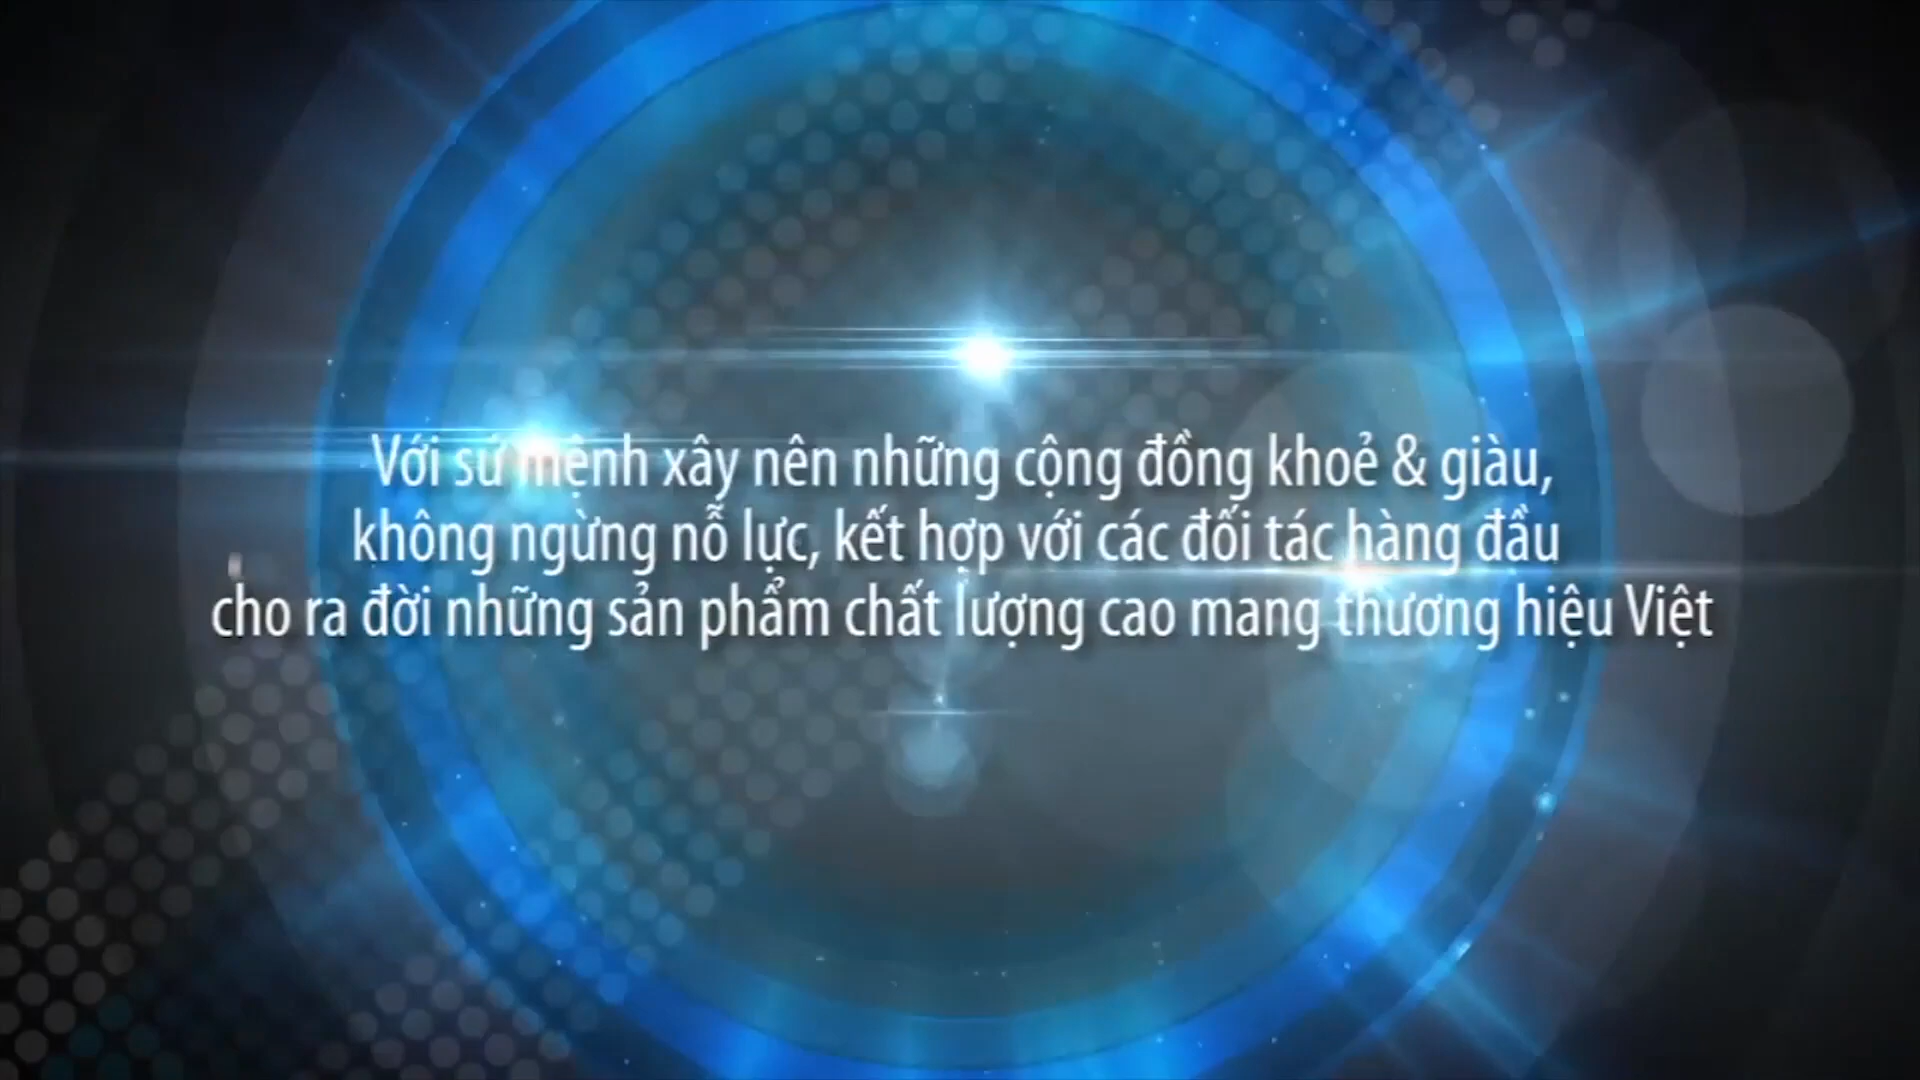 Với sứ mệnh xây nên những cộng đồng khoẻ & giàu,
không ngừng nỗ lực, kết hợp với các đối tác hàng đầu
cho ra đời những sản phẩm chất lượng cao mang thương hiệu Việt